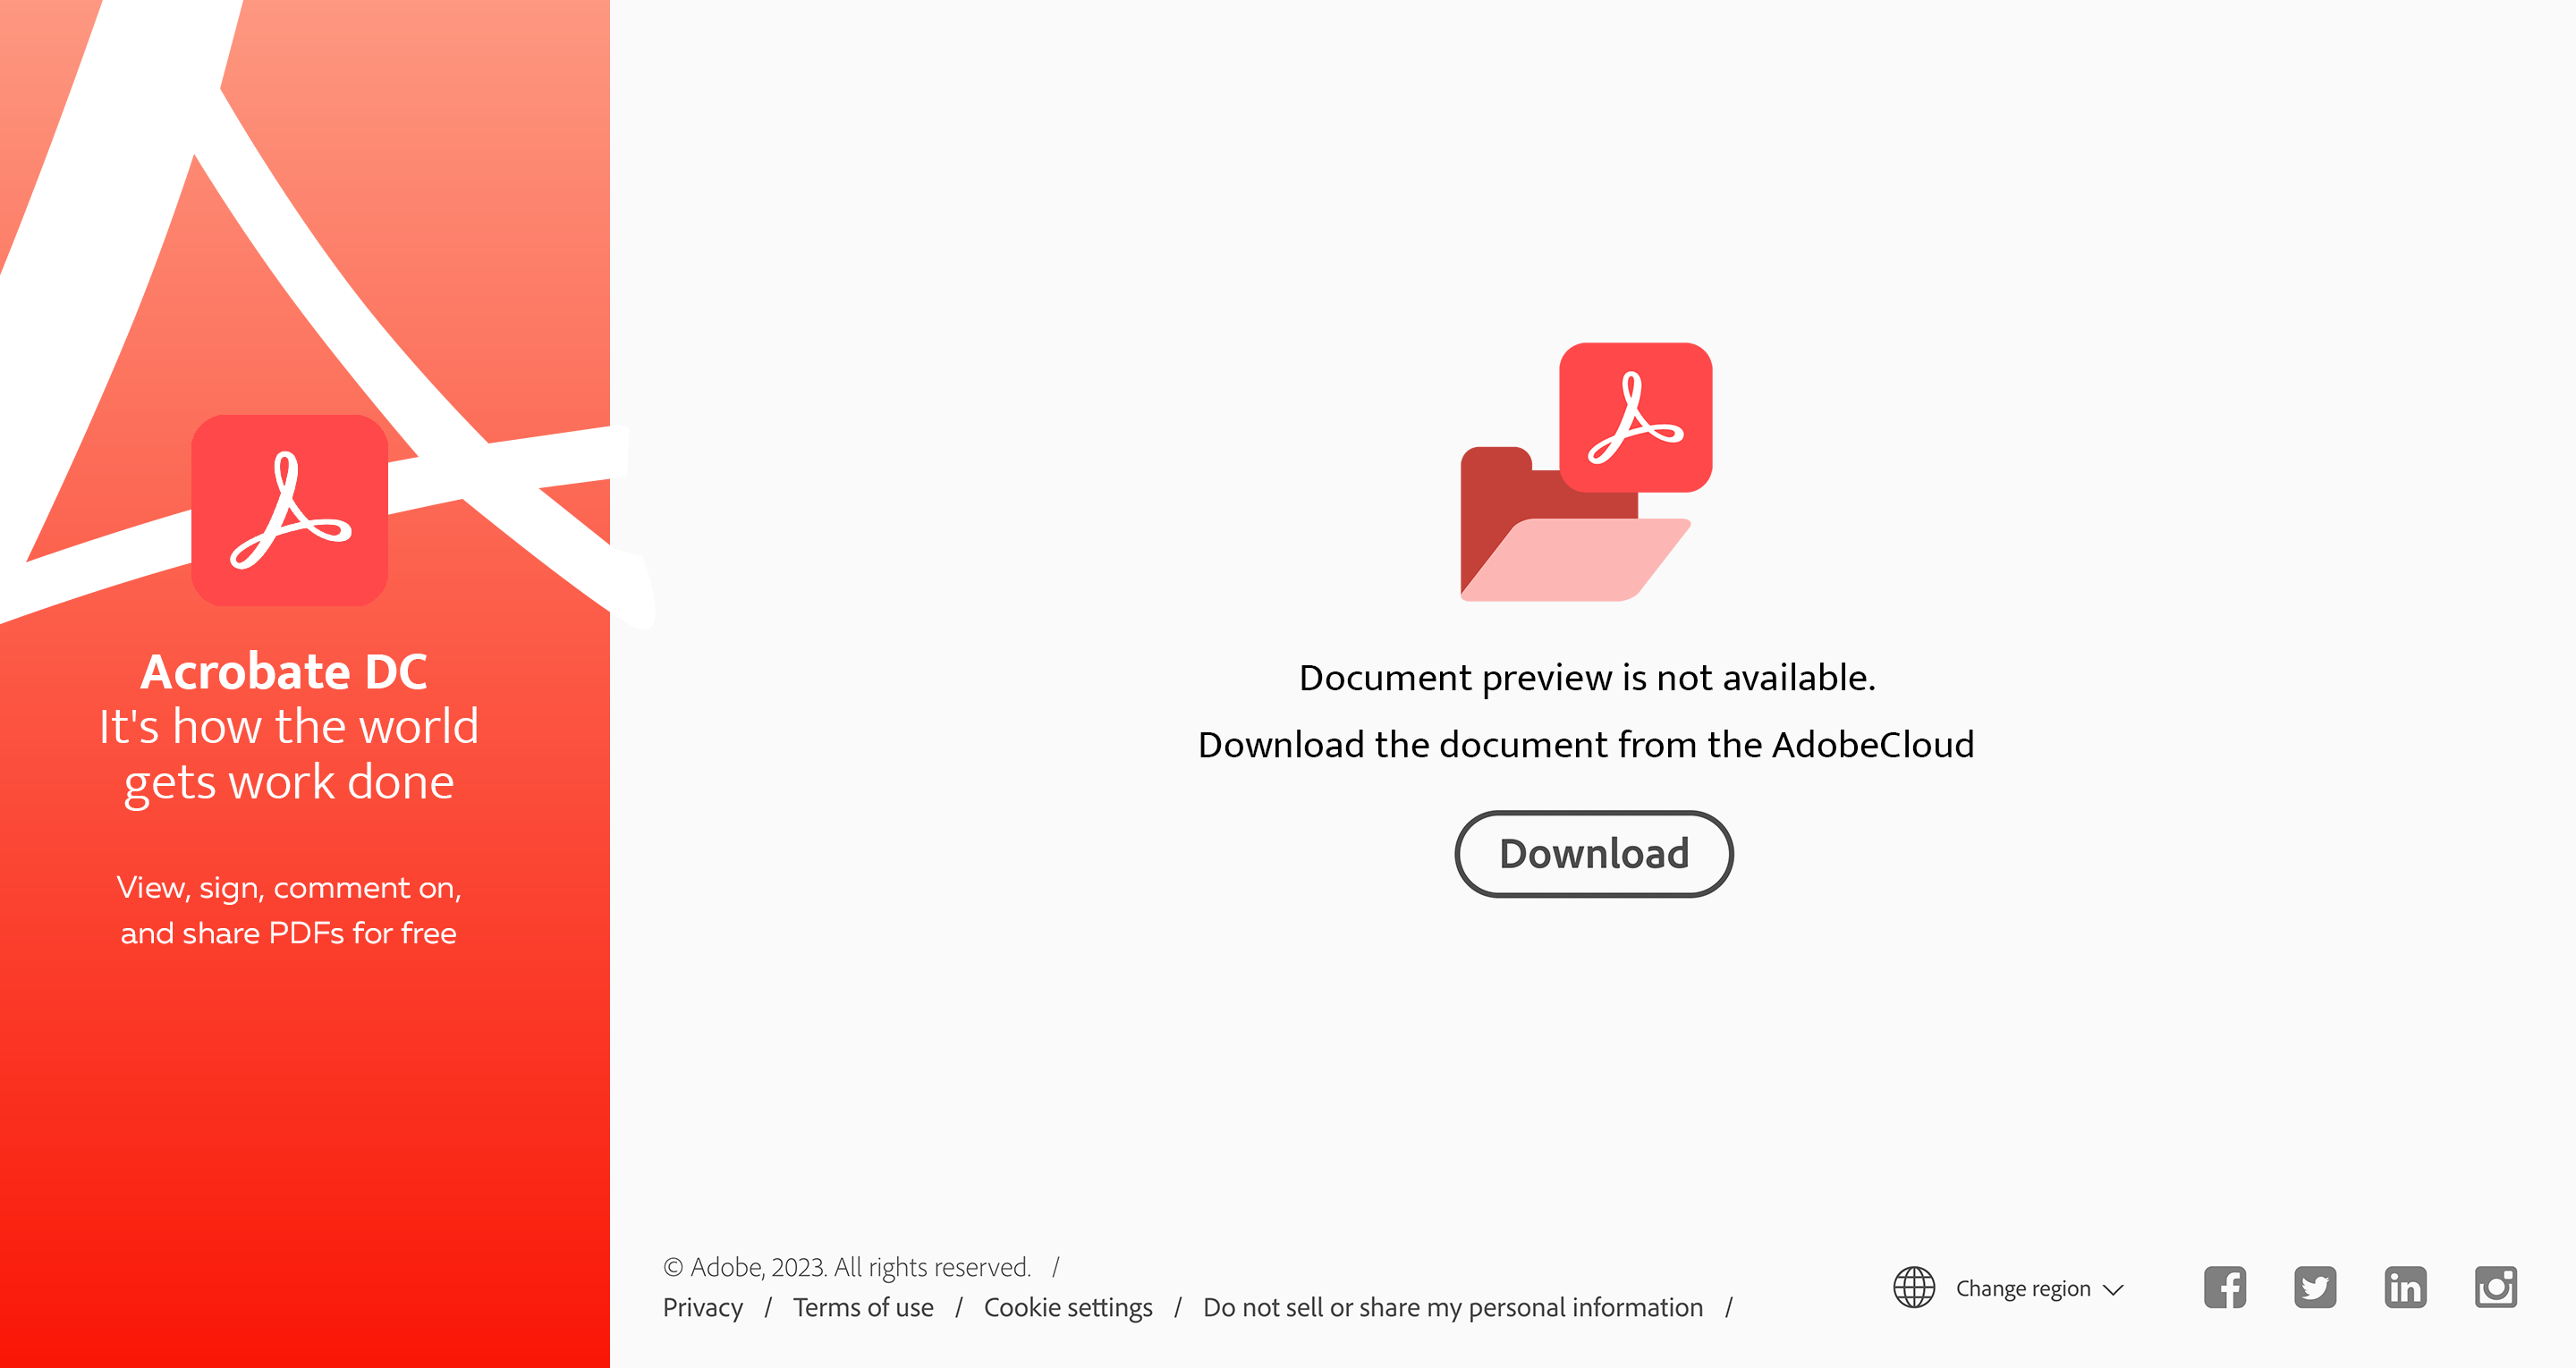 Acrobate DC
It's how the world
gets work done
View, sign, comment on,
and share PDFs for free
Document preview is not available.
Download the document from the AdobeCloud
Download
© Adobe, 2023. All rights reserved. /
Privacy / Terms of use / Cookie settings / Do not sell or share my personal information /
Change region